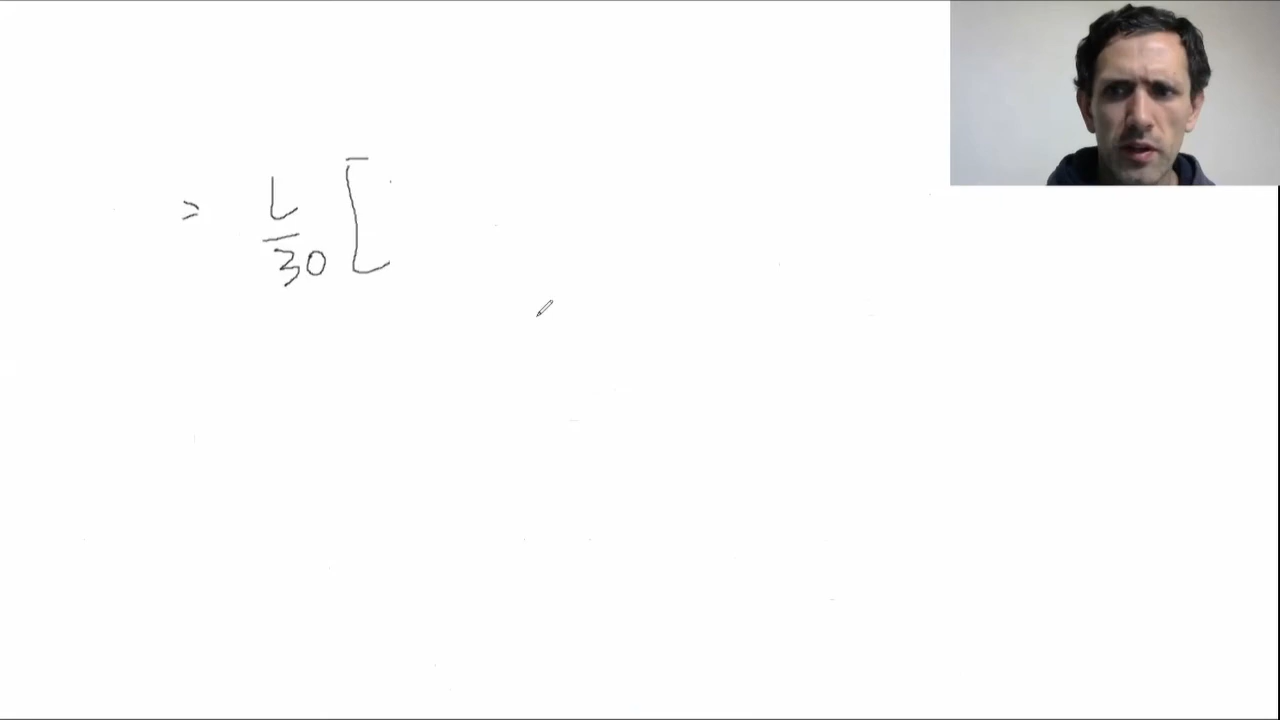 = L/30 [